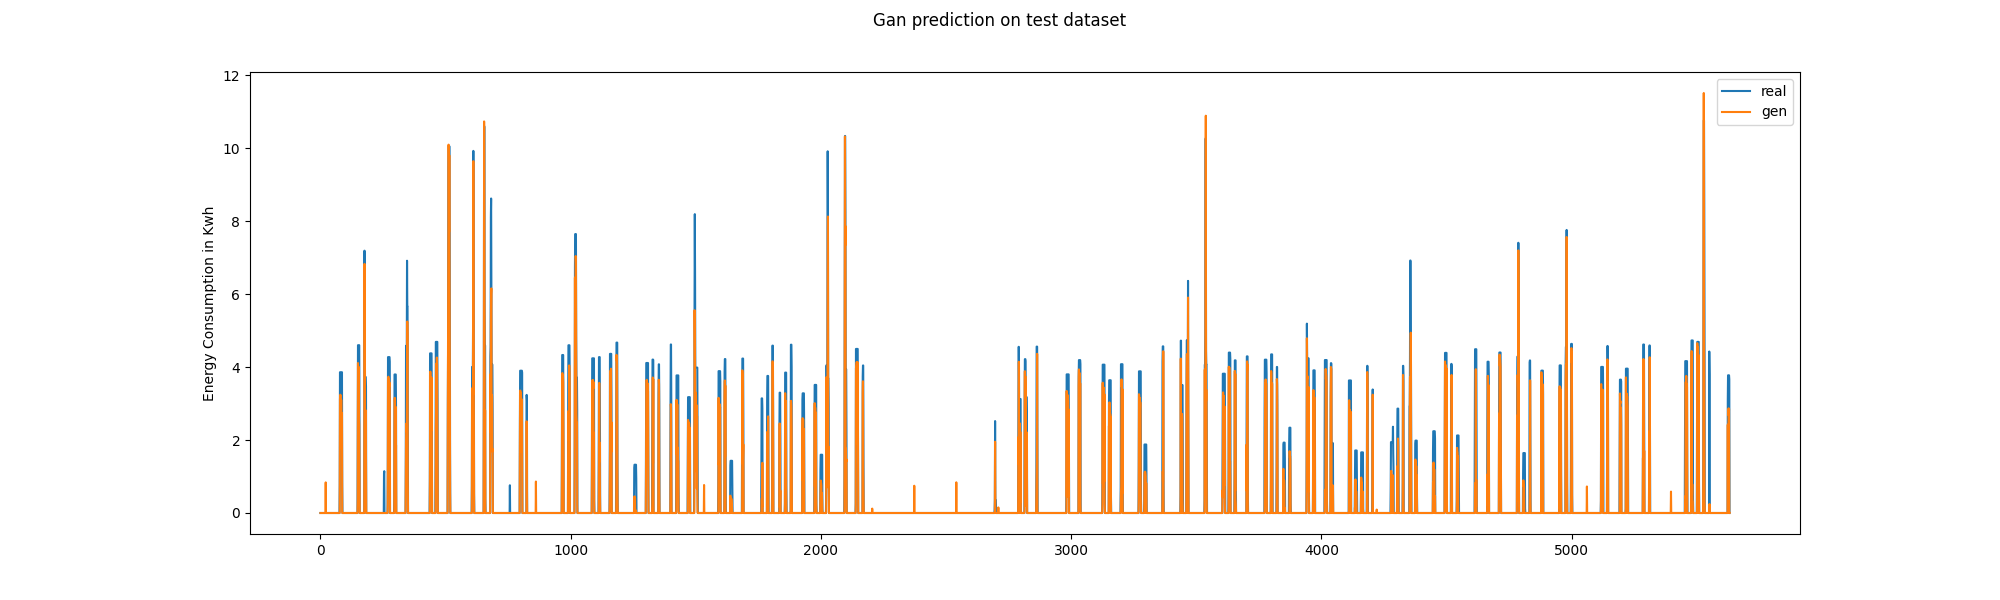 Gan prediction on test dataset
real
gen
Energy Consumption in Kwh
12
10
8
6
4
2
0
0 1000 2000 3000 4000 5000